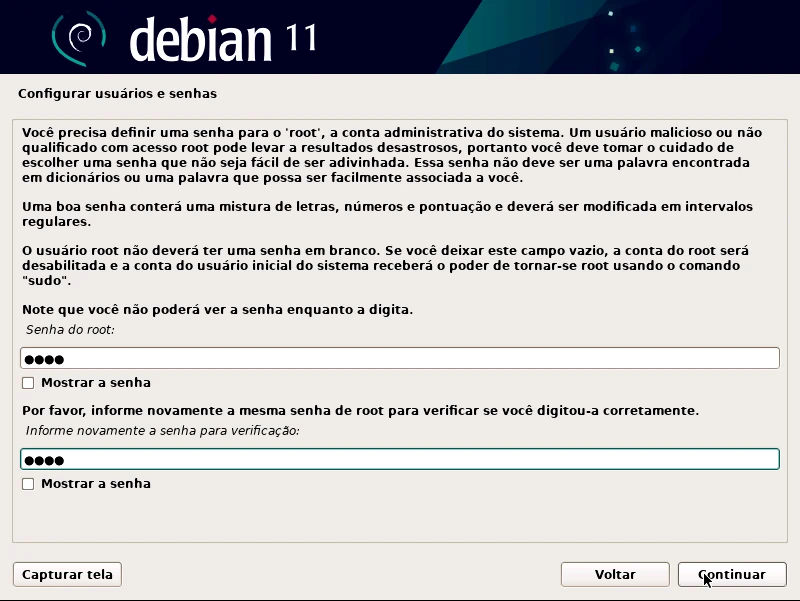 debian 11
Configurar usuários e senhas
Você precisa definir uma senha para o 'root', a conta administrativa do sistema. Um usuário malicioso ou não
qualificado com acesso root pode levar a resultados desastrosos, portanto você deve tomar o cuidado de
escolher uma senha que não seja fácil de ser adivinhada. Essa senha não deve ser uma palavra encontrada
em dicionários ou uma palavra que possa ser facilmente associada a você.
Uma boa senha conterá uma mistura de letras, números e pontuação e deverá ser modificada em intervalos
regulares.
O usuário root não deverá ter uma senha em branco. Se você deixar este campo vazio, a conta do root será
desabilitada e a conta do usuário inicial do sistema receberá o poder de tornar-se root usando o comando
"sudo".
Note que você não poderá ver a senha enquanto a digita.
Senha do root:
●●●●
Mostrar a senha
Por favor, informe novamente a mesma senha de root para verificar se você digitou-a corretamente.
Informe novamente a senha para verificação:
●●●●
Mostrar a senha
Capturar tela
Voltar
Continuar